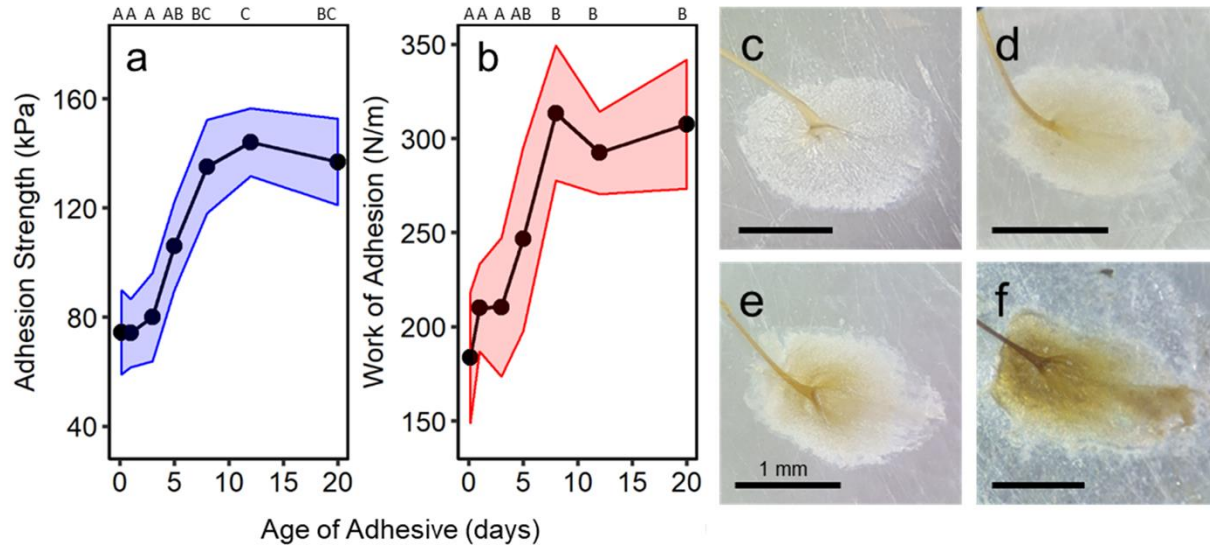 A A A AB BC C BC
a
Adhesion Strength (kPa)
160
120
80
40
0 5 10 15 20
A A A AB B B B
b
Work of Adhesion (N/m)
350
300
250
200
150
0 5 10 15 20
Age of Adhesive (days)
c
d
e
1 mm
f